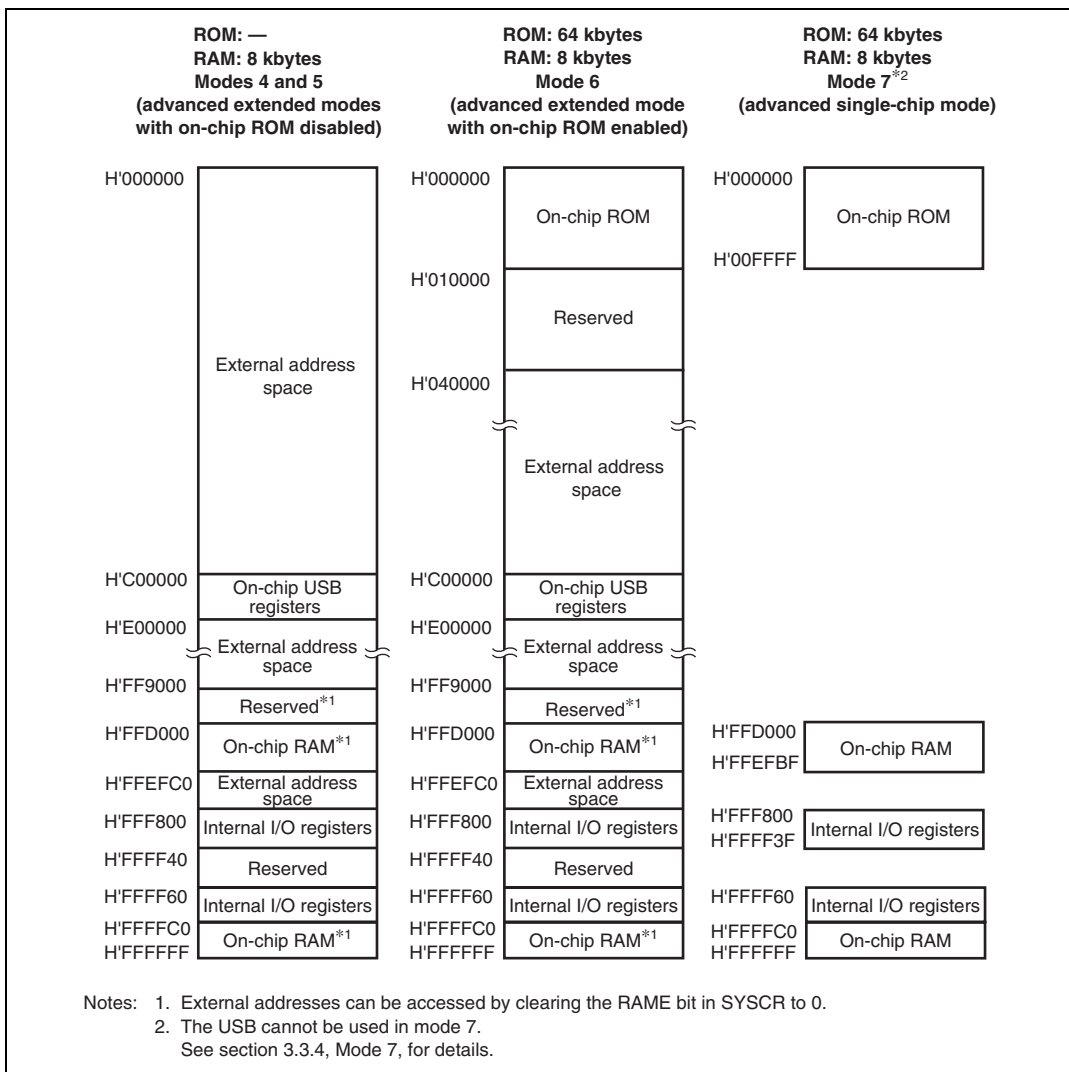 ROM: —
RAM: 8 kbytes
Modes 4 and 5
(advanced extended modes
with on-chip ROM disabled)
H'000000
External address
space
H'C00000
On-chip USB
registers
H'E00000
External address
space
H'FF9000
Reserved*1
H'FFD000
On-chip RAM*1
H'FFEFC0
External address
space
H'FFF800
Internal I/O registers
H'FFFF40
Reserved
H'FFFF60
Internal I/O registers
H'FFFFC0
On-chip RAM*1
H'FFFFFF
ROM: 64 kbytes
RAM: 8 kbytes
Mode 6
(advanced extended mode
with on-chip ROM enabled)
H'000000
On-chip ROM
H'010000
Reserved
H'040000
External address
space
H'C00000
On-chip USB
registers
H'E00000
External address
space
H'FF9000
Reserved*1
H'FFD000
On-chip RAM*1
H'FFEFC0
External address
space
H'FFF800
Internal I/O registers
H'FFFF40
Reserved
H'FFFF60
Internal I/O registers
H'FFFFC0
On-chip RAM*1
H'FFFFFF
ROM: 64 kbytes
RAM: 8 kbytes
Mode 7*2
(advanced single-chip mode)
H'000000
On-chip ROM
H'00FFFF
H'FFD000
On-chip RAM
H'FFEFBF
H'FFF800
Internal I/O registers
H'FFFF3F
H'FFFF60
Internal I/O registers
H'FFFFC0
On-chip RAM
H'FFFFFF
Notes: 1. External addresses can be accessed by clearing the RAME bit in SYSCR to 0.
2. The USB cannot be used in mode 7.
See section 3.3.4, Mode 7, for details.